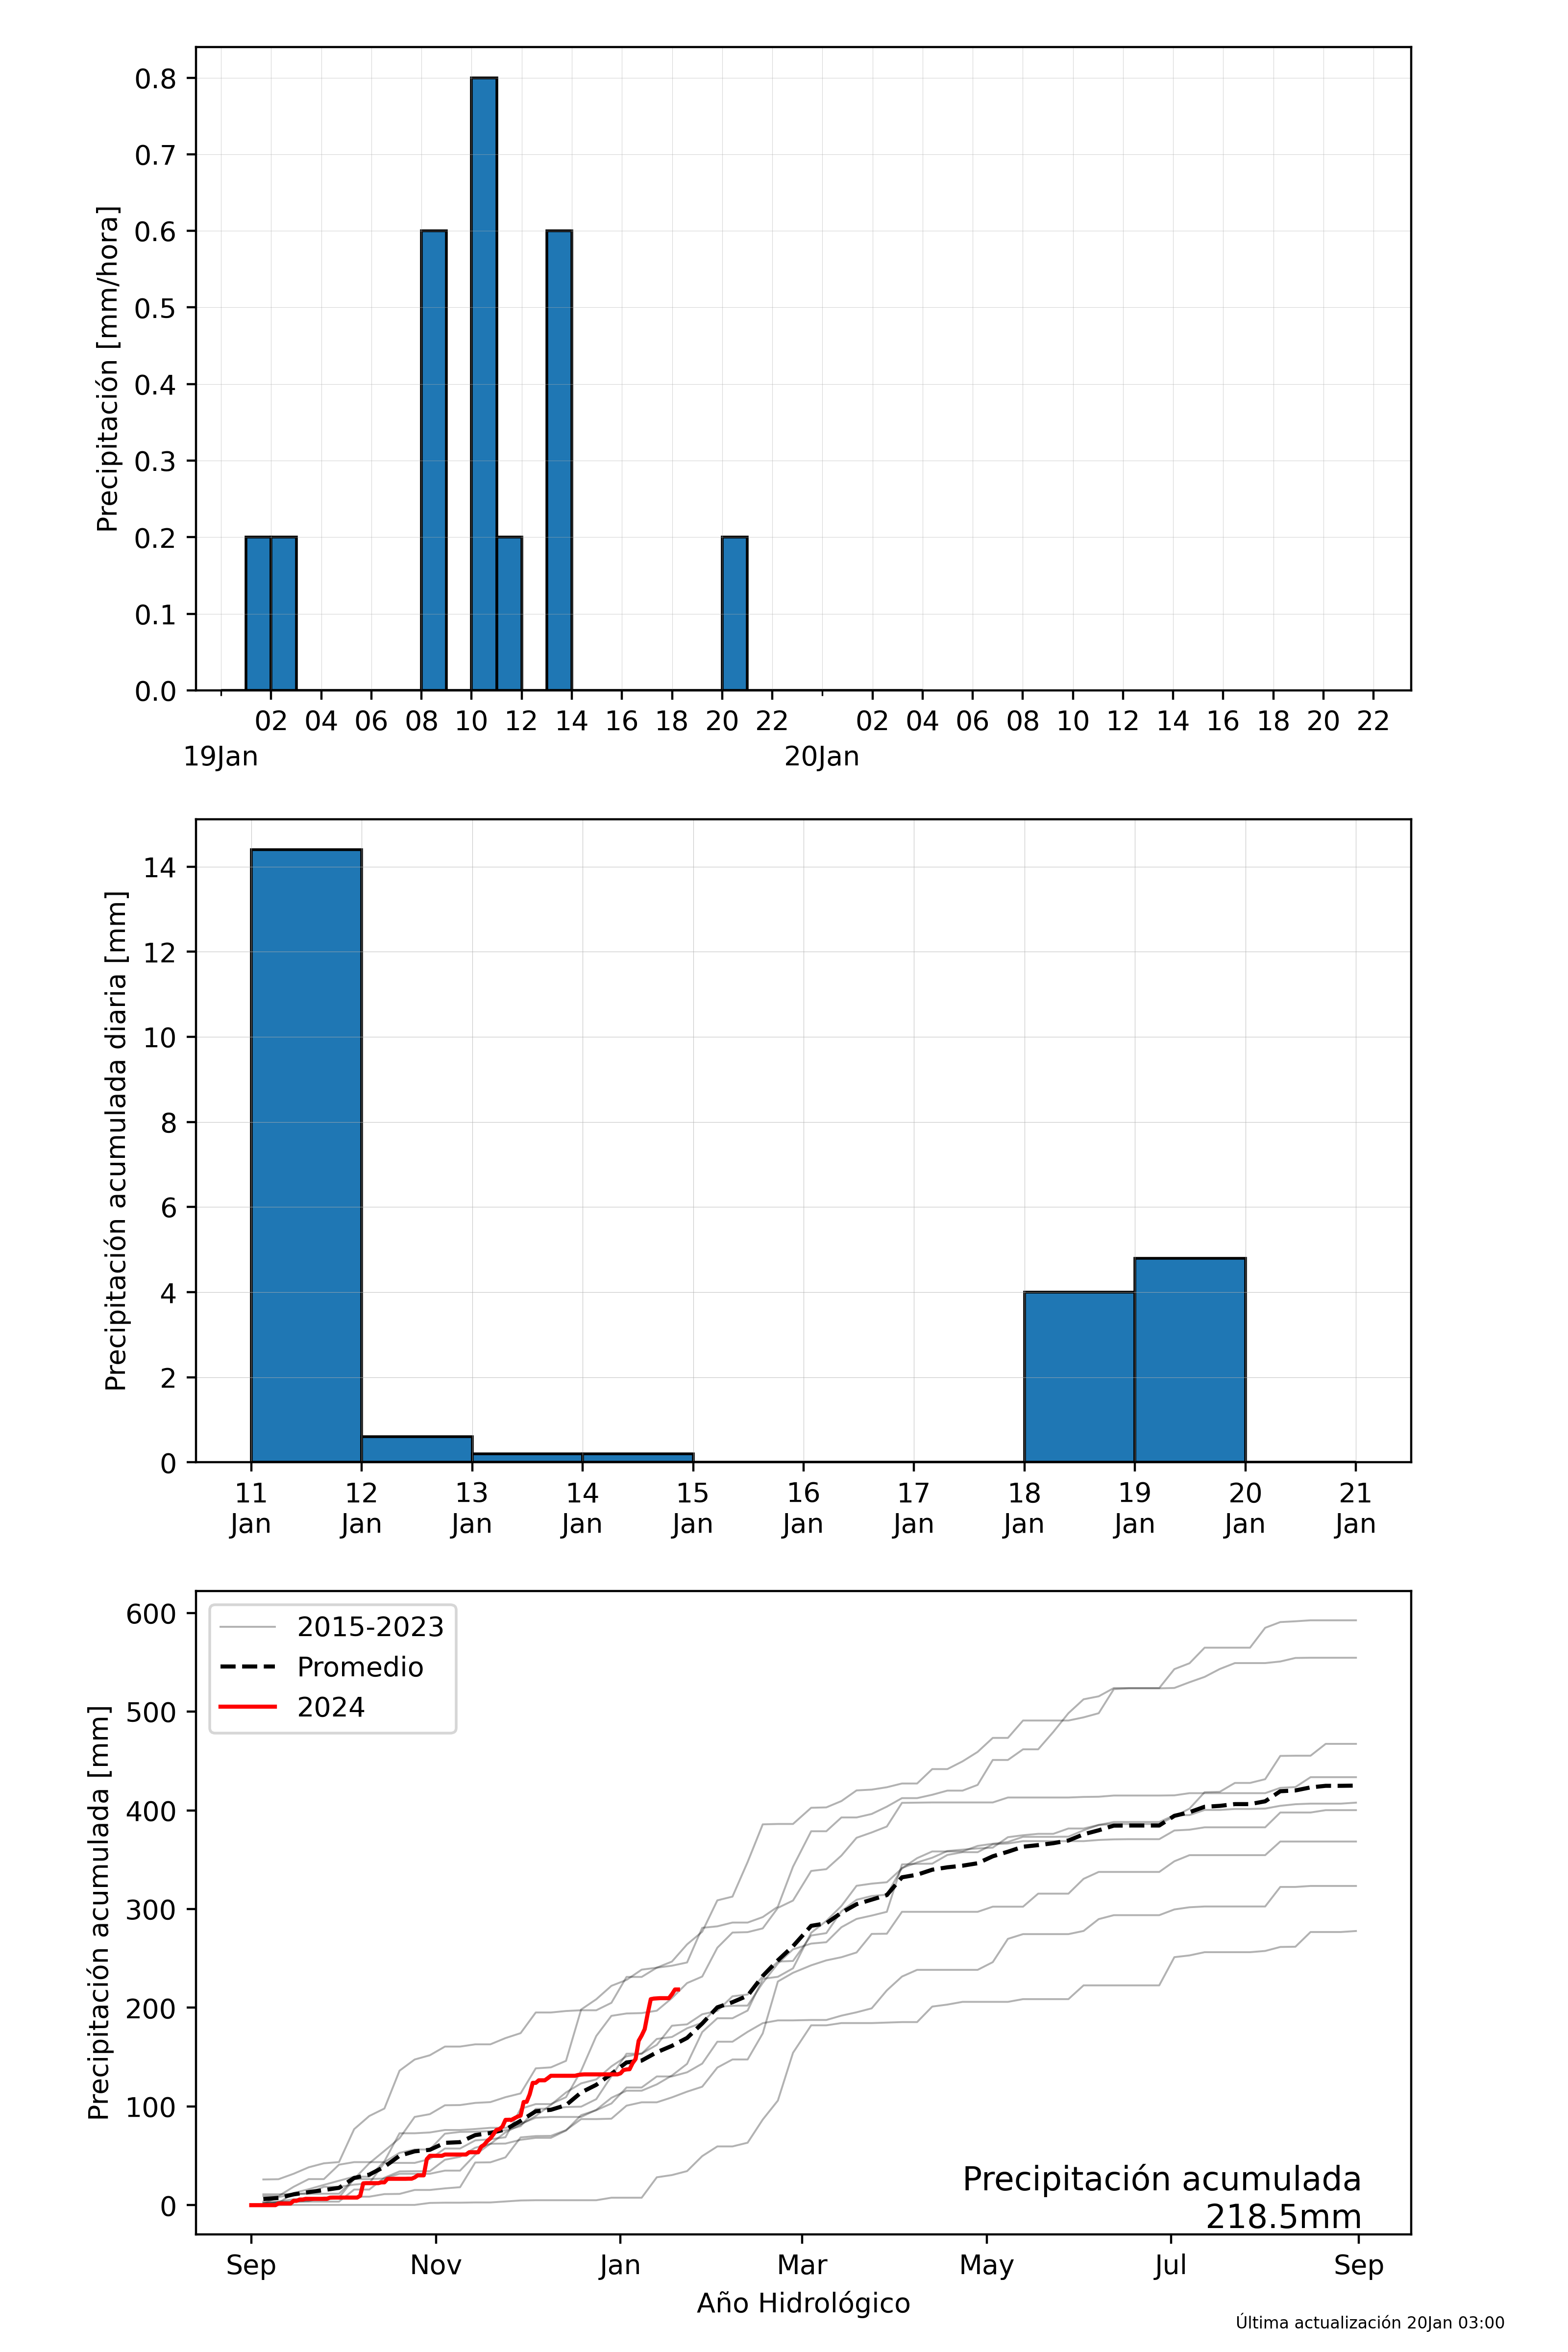 Precipitación [mm/hora]
0.8
0.7
0.6
0.5
0.4
0.3
0.2
0.1
0.0
02 04 06 08 10 12 14 16 18 20 22 02 04 06 08 10 12 14 16 18 20 22
19Jan 20Jan
Precipitación acumulada diaria [mm]
14
12
10
8
6
4
2
0
11 12 13 14 15 16 17 18 19 20 21
Jan Jan Jan Jan Jan Jan Jan Jan Jan Jan Jan
Precipitación acumulada [mm]
600
500
400
300
200
100
0
2015-2023
Promedio
2024
Precipitación acumulada
218.5mm
Sep Nov Jan Mar May Jul Sep
Año Hidrológico
Última actualización 20Jan 03:00